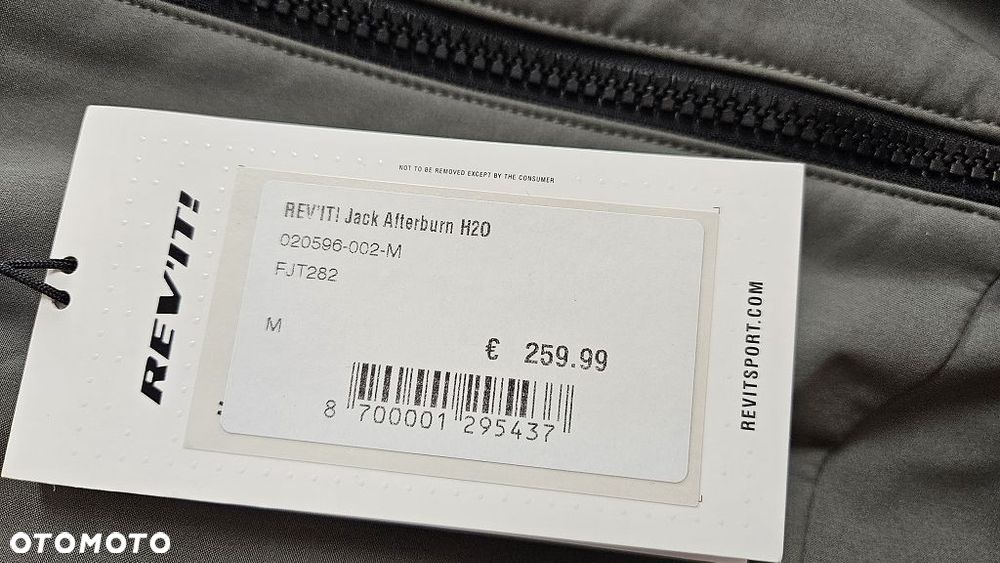 NOT TO BE REMOVED EXCEPT BY THE CONSUMER
REV'IT!
REV'IT! Jack Afterburn H2O
020596-002-M
FJT282
M
€ 259.99
8 700001 295437
REVITSPORT.COM
OTOMOTO